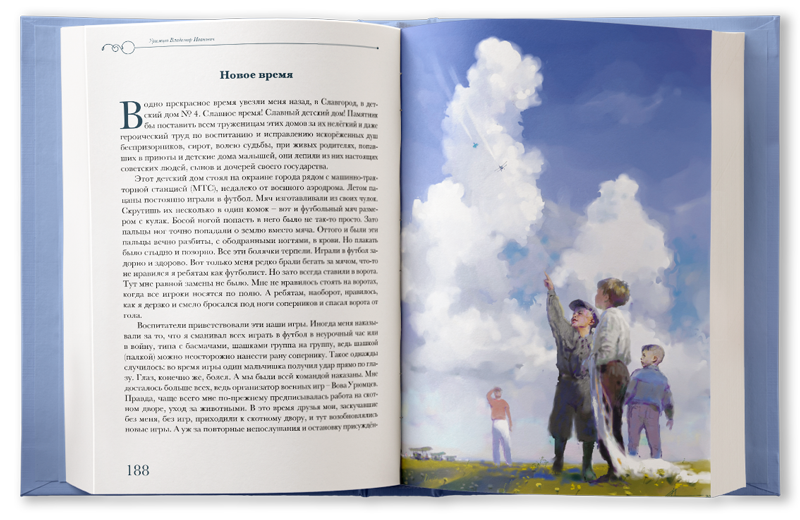 Уржцев Владимир Иванович
Новое время
Водно прекрасное время увезли меня назад, в Славгород, в дет-
ский дом № 4. Славное время! Славный детский дом! Памятник
бы поставить всем труженицам этих домов за их нелёгкий и даже
героический труд по воспитанию и исправлению искорёженных душ
беспризорников, сирот, волею судьбы, при живых родителях, попав-
ших в приюты и детские дома малышей, они лепили из них настоящих
советских людей, сынов и дочерей своего государства.
Этот детский дом стоял на окраине города рядом с машинно-трак-
торной станцией (МТС), недалеко от военного аэродрома. Летом па-
цаны постоянно играли в футбол. Мяч изготавливали из своих чулок.
Скрутишь их несколько в один комок – вот и футбольный мяч разме-
ром с кулак. Босой ногой попасть в него было не так-то просто. Зато
пальцы ног точно попадали о землю вместо мяча. Оттого и были эти
пальцы вечно разбиты, с ободранными ногтями, в крови. Но плакать
было стыдно и позорно. Все эти болячки терпели. Играли в футбол за-
дорно и здорово. Вот только меня редко брали бегать за мячом, что-то
не нравился я ребятам как футболист. Но зато всегда ставили в ворота.
Тут мне равной замены не было. Мне не нравилось стоять на воротах,
когда все игроки носятся по полю. А ребятам, наоборот, нравилось,
как я дерзко и смело бросался под ноги соперников и спасал ворота от
гола.
Воспитатели приветствовали эти наши игры. Иногда меня наказы-
вали за то, что я сманивал всех играть в футбол в неурочный час или
в войну, типа с басмачами, шашками группа на группу, ведь шашкой
(палкой) можно неосторожно нанести рану сопернику. Такое однажды
случилось: во время игры один мальчишка получил удар прямо по гла-
зу. Глаз, конечно же, боялся. А мы были всей командой наказаны. Мне
досталось больше всех, ведь организатор военных игр – Вова Урюмцев.
Правда, чаще всего мне по-прежнему предписывалась работа на скот-
ном дворе, уход за животными. В это время друзья мои, заскучавшие
без меня, без игр, приходили к скотному двору, и тут возобновлялись
новые игры. А уж за повторные непослушания и остановку присуждён-
188